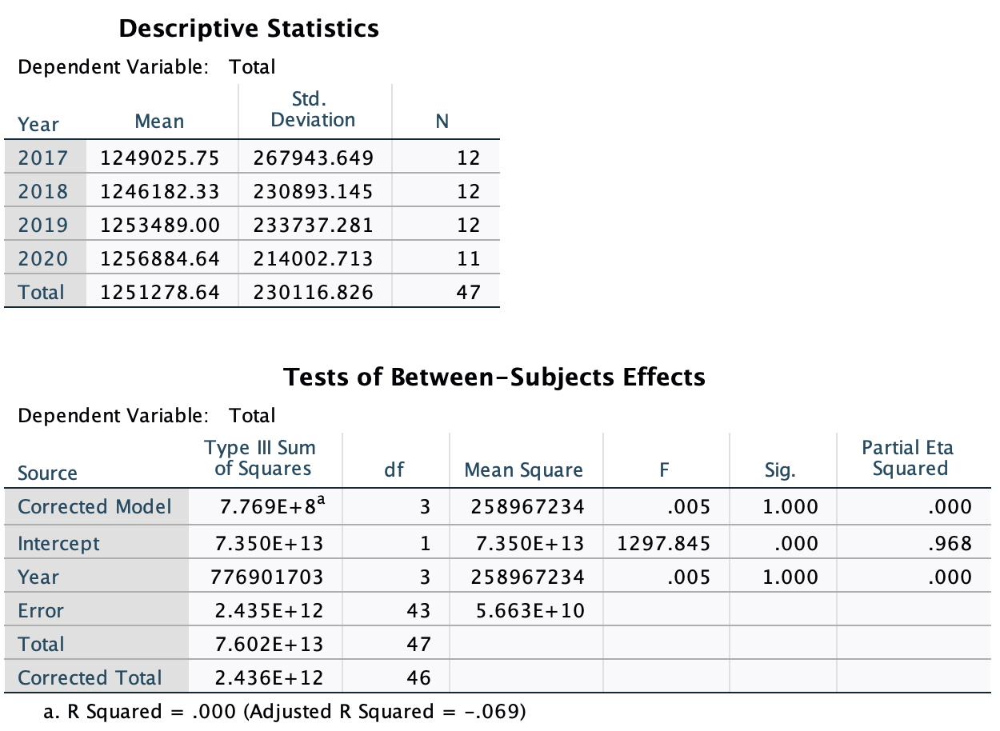 Descriptive Statistics
Dependent Variable: Total
Year Mean Std. Deviation N
2017 1249025.75 267943.649 12
2018 1246182.33 230893.145 12
2019 1253489.00 233737.281 12
2020 1256884.64 214002.713 11
Total 1251278.64 230116.826 47
Tests of Between-Subjects Effects
Dependent Variable: Total
Source Type III Sum of Squares df Mean Square F Sig. Partial Eta Squared
Corrected Model 7.769E+8a 3 258967234 .005 1.000 .000
Intercept 7.350E+13 1 7.350E+13 1297.845 .000 .968
Year 776901703 3 258967234 .005 1.000 .000
Error 2.435E+12 43 5.663E+10
Total 7.602E+13 47
Corrected Total 2.436E+12 46
a. R Squared = .000 (Adjusted R Squared = -.069)